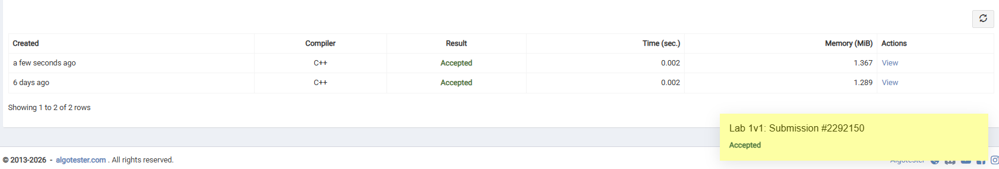 Created Compiler Result Time (sec.) Memory (MiB) Actions
a few seconds ago C++ Accepted 0.002 1.367 View
6 days ago C++ Accepted 0.002 1.289 View
Showing 1 to 2 of 2 rows
Lab 1v1: Submission #2292150
Accepted
© 2013-2026 - algotester.com . All rights reserved.
Algotester